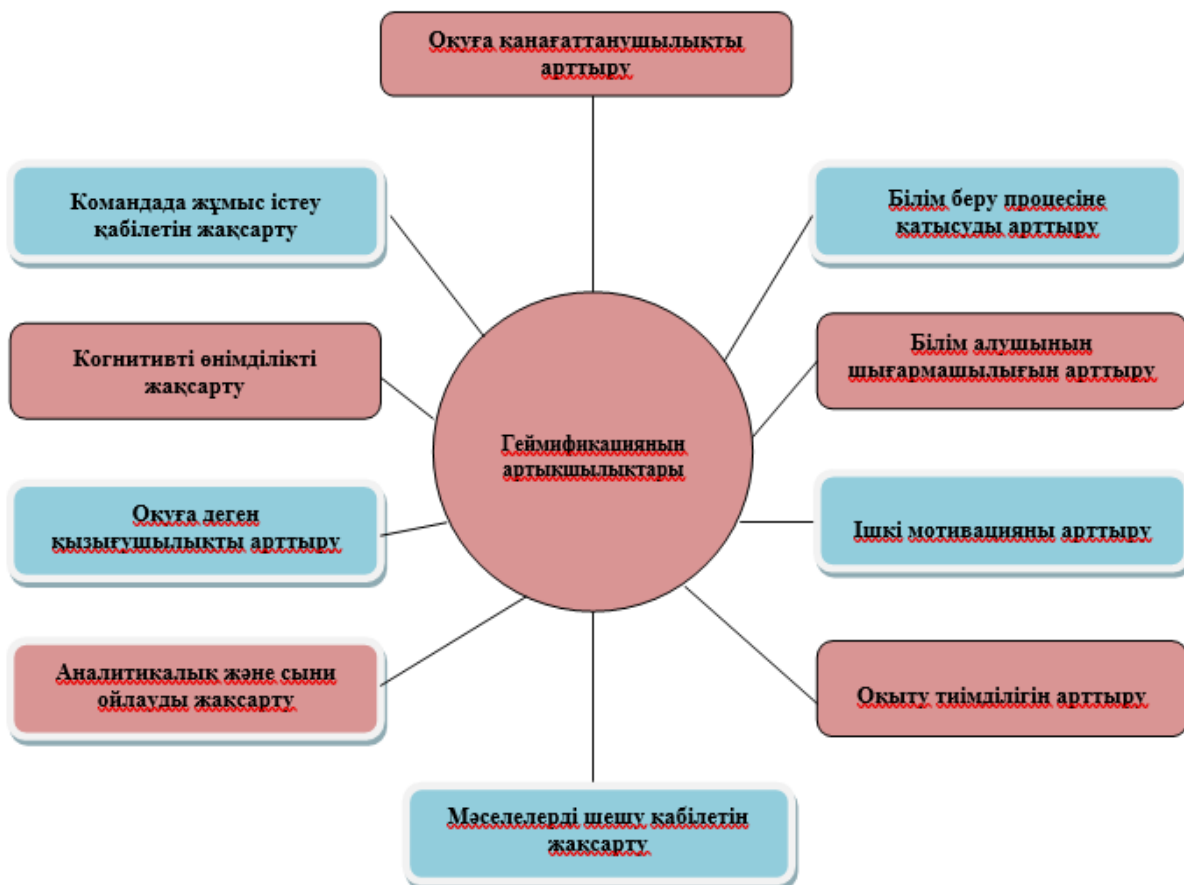 Оқуға қанағаттанушылықты
арттыру
Командада жұмыс істеу
қабілетін жақсарту
Білім беру процесіне
қатысуды арттыру
Когнитивті өнімділікті
жақсарту
Білім алушының
шығармашылығын арттыру
Геймификацияның
артықшылықтары
Оқуға деген
қызығушылықты арттыру
Ішкі мотивацияны арттыру
Аналитикалық және сыни
ойлауды жақсарту
Оқыту тиімділігін арттыру
Мәселелерді шешу қабілетін
жақсарту